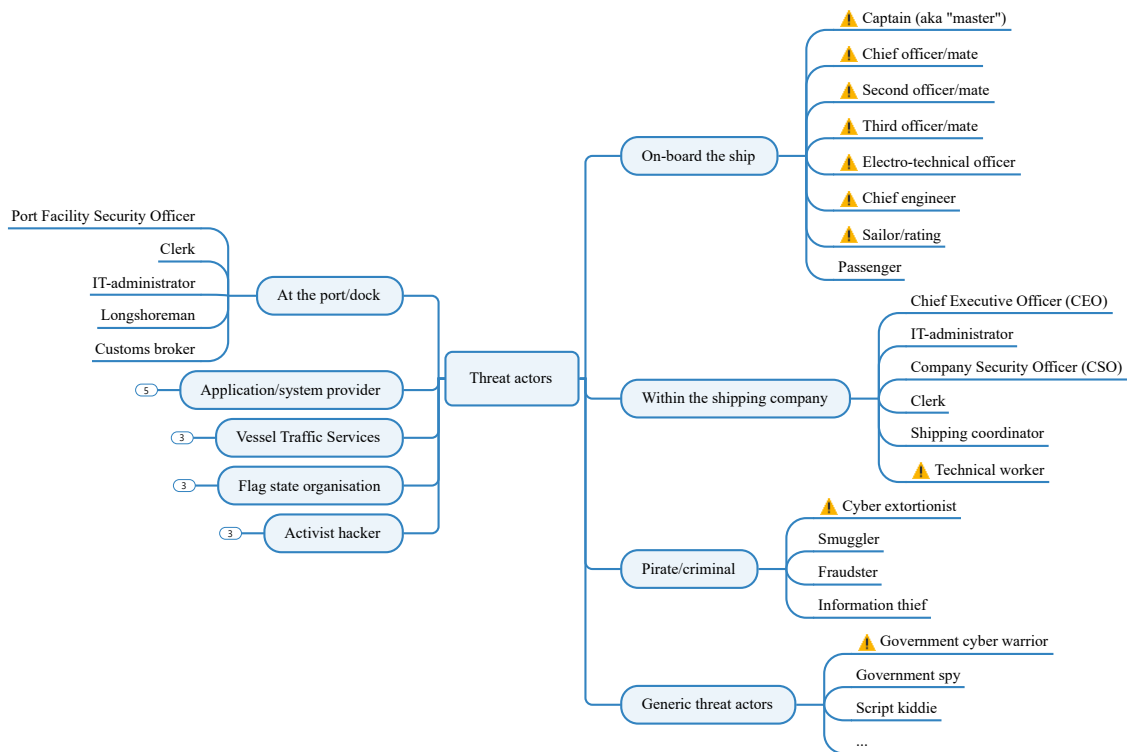 Threat actors
On-board the ship
Captain (aka "master")
Chief officer/mate
Second officer/mate
Third officer/mate
Electro-technical officer
Chief engineer
Sailor/rating
Passenger
Within the shipping company
Chief Executive Officer (CEO)
IT-administrator
Company Security Officer (CSO)
Clerk
Shipping coordinator
Technical worker
Pirate/criminal
Cyber extortionist
Smuggler
Fraudster
Information thief
Generic threat actors
Government cyber warrior
Government spy
Script kiddie
...
At the port/dock
Port Facility Security Officer
Clerk
IT-administrator
Longshoreman
Customs broker
Application/system provider
5
Vessel Traffic Services
3
Flag state organisation
3
Activist hacker
3